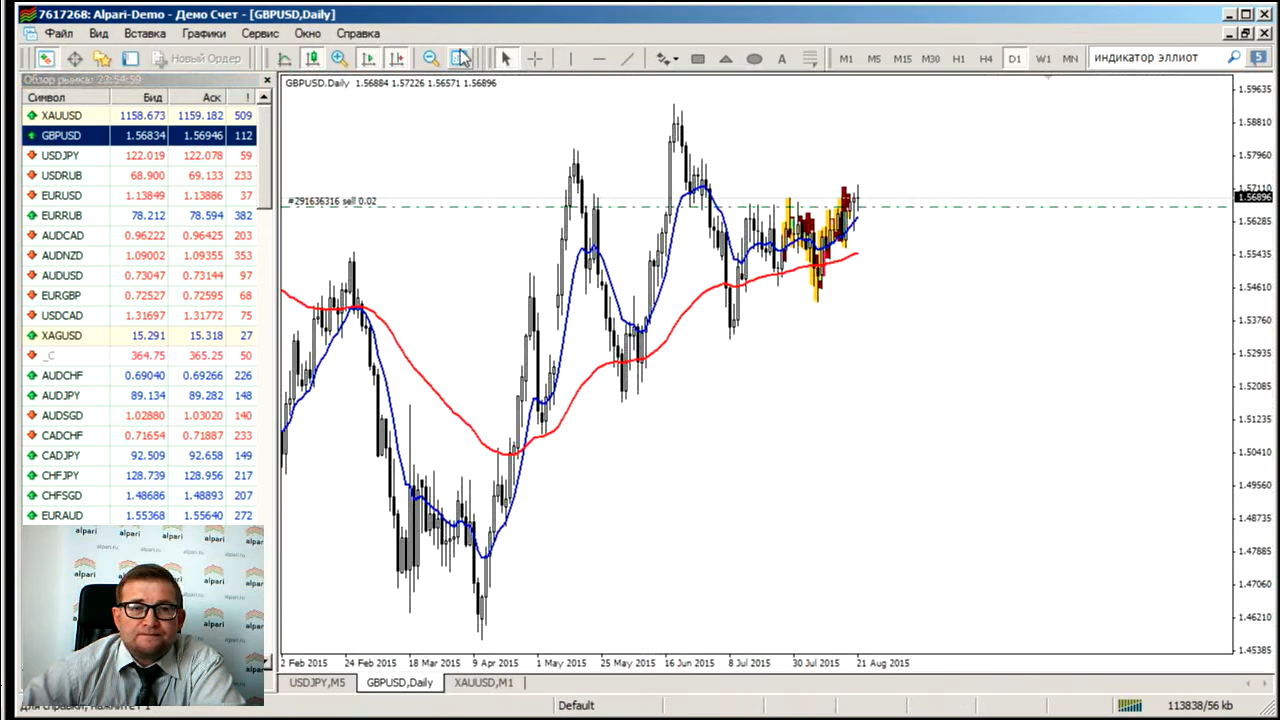 7617268: Alpari-Demo - Демо Счет - [GBPUSD,Daily]
Файл Вид Вставка Графики Сервис Окно Справка
Новый Ордер M1 M5 M15 M30 H1 H4 D1 W1 MN индикатор эллиот 5
Обзор рынка: 23:54:59
Символ Бид Аск !
XAUUSD 1158.673 1159.182 509
GBPUSD 1.56834 1.56946 112
USDJPY 122.019 122.078 59
USDRUB 68.900 69.133 233
EURUSD 1.13849 1.13886 37
EURRUB 78.212 78.594 382
AUDCAD 0.96222 0.96425 203
AUDNZD 1.09002 1.09355 353
AUDUSD 0.73047 0.73144 97
EURGBP 0.72527 0.72595 68
USDCAD 1.31697 1.31772 75
XAGUSD 15.291 15.318 27
_C 364.75 365.25 50
AUDCHF 0.69040 0.69266 226
AUDJPY 89.134 89.282 148
AUDSGD 1.02880 1.03020 140
CADCHF 0.71654 0.71887 233
CADJPY 92.509 92.658 149
CHFJPY 128.739 128.956 217
CHFSGD 1.48686 1.48893 207
EURAUD 1.55368 1.55640 272
GBPUSD,Daily 1.56884 1.57226 1.56571 1.56896
#291636316 sell 0.02
1.59635
1.58810
1.57960
1.57110
1.56896
1.56285
1.55435
1.54610
1.53760
1.52935
1.52085
1.51235
1.50410
1.49560
1.48735
1.47885
1.47060
1.46210
1.45385
2 Feb 2015 24 Feb 2015 18 Mar 2015 9 Apr 2015 1 May 2015 25 May 2015 16 Jun 2015 8 Jul 2015 30 Jul 2015 21 Aug 2015
alpari alpari alpari
alpari
alpari
alpari
alpari
USDJPY,M5 GBPUSD,Daily XAUUSD,M1
Default 113838/56 kb